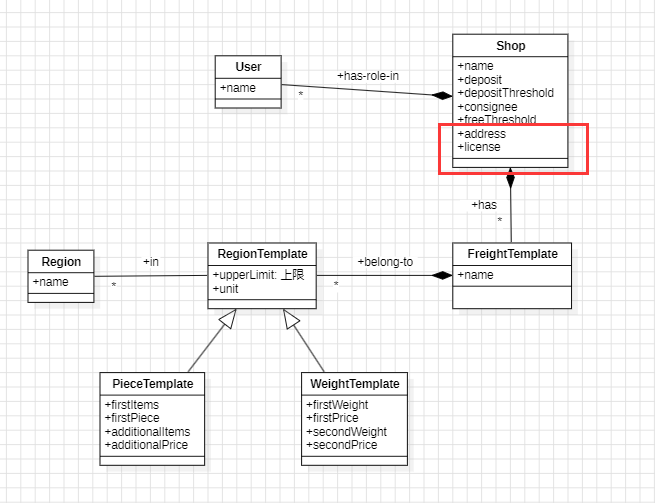 Shop
+name
+deposit
+depositThreshold
+consignee
+freeThreshold
+address
+license
User
+name
+has-role-in
*
+has
*
Region
+name
+in
*
RegionTemplate
+upperLimit: 上限
+unit
+belong-to
*
FreightTemplate
+name
PieceTemplate
+firstItems
+firstPiece
+additionalItems
+additionalPrice
WeightTemplate
+firstWeight
+firstPrice
+secondWeight
+secondPrice